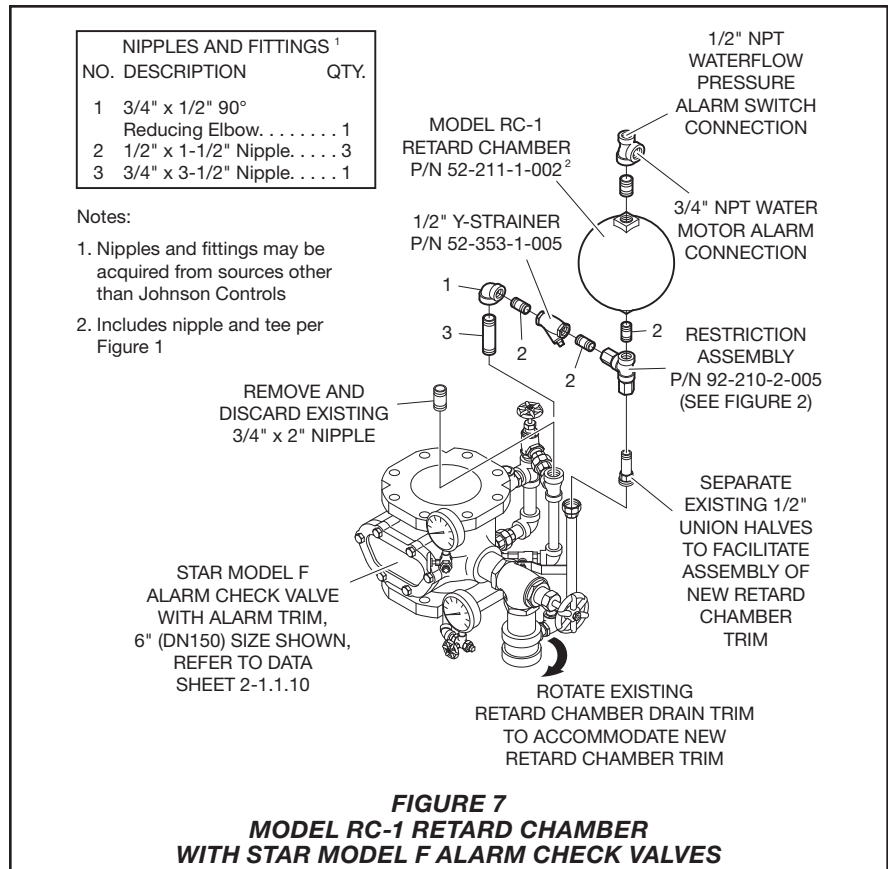 NIPPLES AND FITTINGS 1
NO. DESCRIPTION QTY.
1 3/4" x 1/2" 90°
Reducing Elbow. . . . . . . . 1
2 1/2" x 1-1/2" Nipple. . . . . 3
3 3/4" x 3-1/2" Nipple. . . . . 1
Notes:
1. Nipples and fittings may be
acquired from sources other
than Johnson Controls
2. Includes nipple and tee per
Figure 1
1/2" NPT
WATERFLOW
PRESSURE
ALARM SWITCH
CONNECTION
MODEL RC-1
RETARD CHAMBER
P/N 52-211-1-002 2
3/4" NPT WATER
MOTOR ALARM
CONNECTION
1/2" Y-STRAINER
P/N 52-353-1-005
1
3
2
2
2
RESTRICTION
ASSEMBLY
P/N 92-210-2-005
(SEE FIGURE 2)
REMOVE AND
DISCARD EXISTING
3/4" x 2" NIPPLE
SEPARATE
EXISTING 1/2"
UNION HALVES
TO FACILITATE
ASSEMBLY OF
NEW RETARD
CHAMBER
TRIM
STAR MODEL F
ALARM CHECK VALVE
WITH ALARM TRIM,
6" (DN150) SIZE SHOWN,
REFER TO DATA
SHEET 2-1.1.10
ROTATE EXISTING
RETARD CHAMBER DRAIN TRIM
TO ACCOMMODATE NEW
RETARD CHAMBER TRIM
FIGURE 7
MODEL RC-1 RETARD CHAMBER
WITH STAR MODEL F ALARM CHECK VALVES